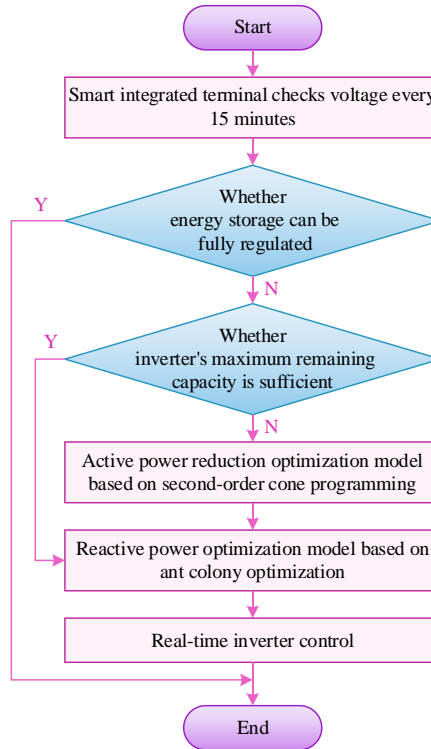 Start
Smart integrated terminal checks voltage every
15 minutes
Whether
energy storage can be
fully regulated
Y
N
Whether
inverter's maximum remaining
capacity is sufficient
Y
N
Active power reduction optimization model
based on second-order cone programming
Reactive power optimization model based on
ant colony optimization
Real-time inverter control
End